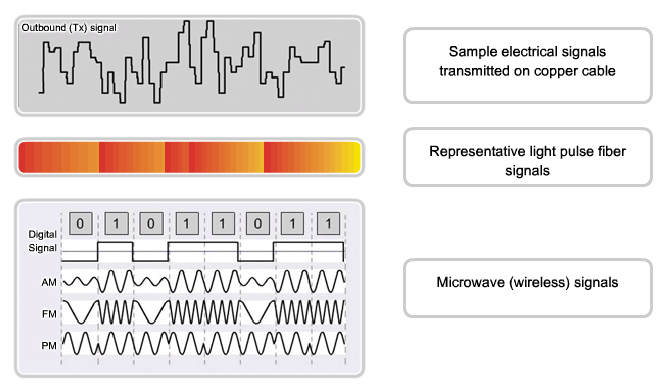 Outbound (Tx) signal
Sample electrical signals
transmitted on copper cable
Representative light pulse fiber
signals
0 1 0 1 1 0 1 1
Digital
Signal
AM
FM
PM
Microwave (wireless) signals